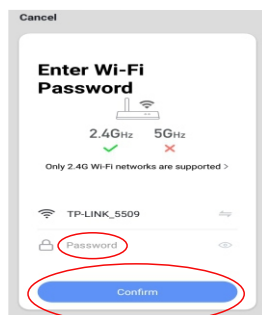 Cancel
Enter Wi-Fi
Password
2.4GHz 5GHz
Only 2.4G Wi-Fi networks are supported >
TP-LINK_5509
Password
Confirm